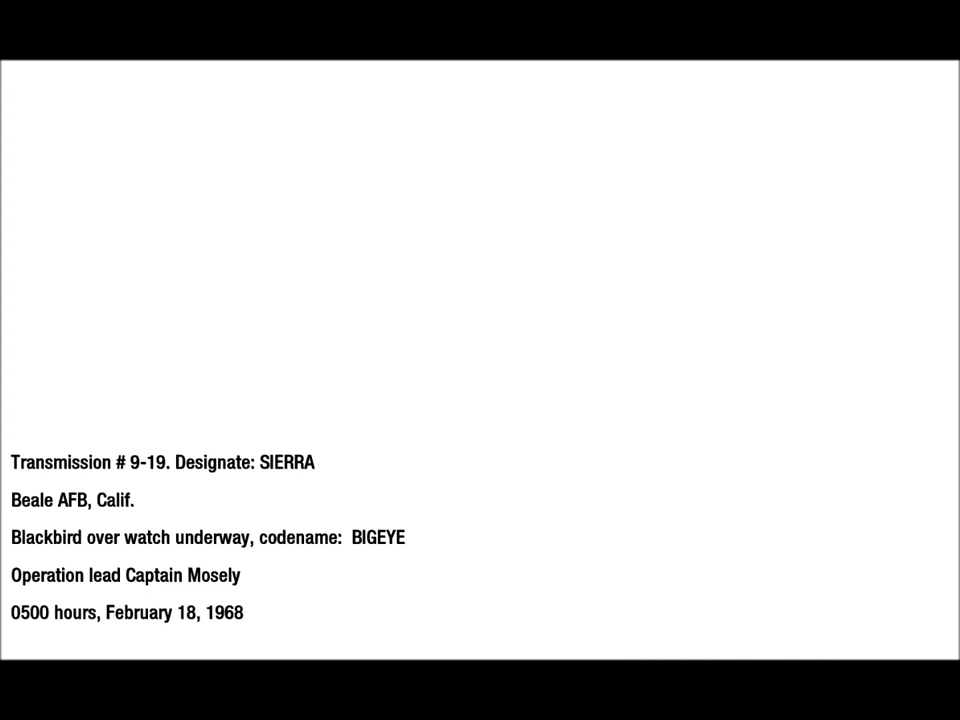 Transmission # 9-19. Designate: SIERRA
Beale AFB, Calif.
Blackbird over watch underway, codename:  BIGEYE
Operation lead Captain Mosely
0500 hours, February 18, 1968